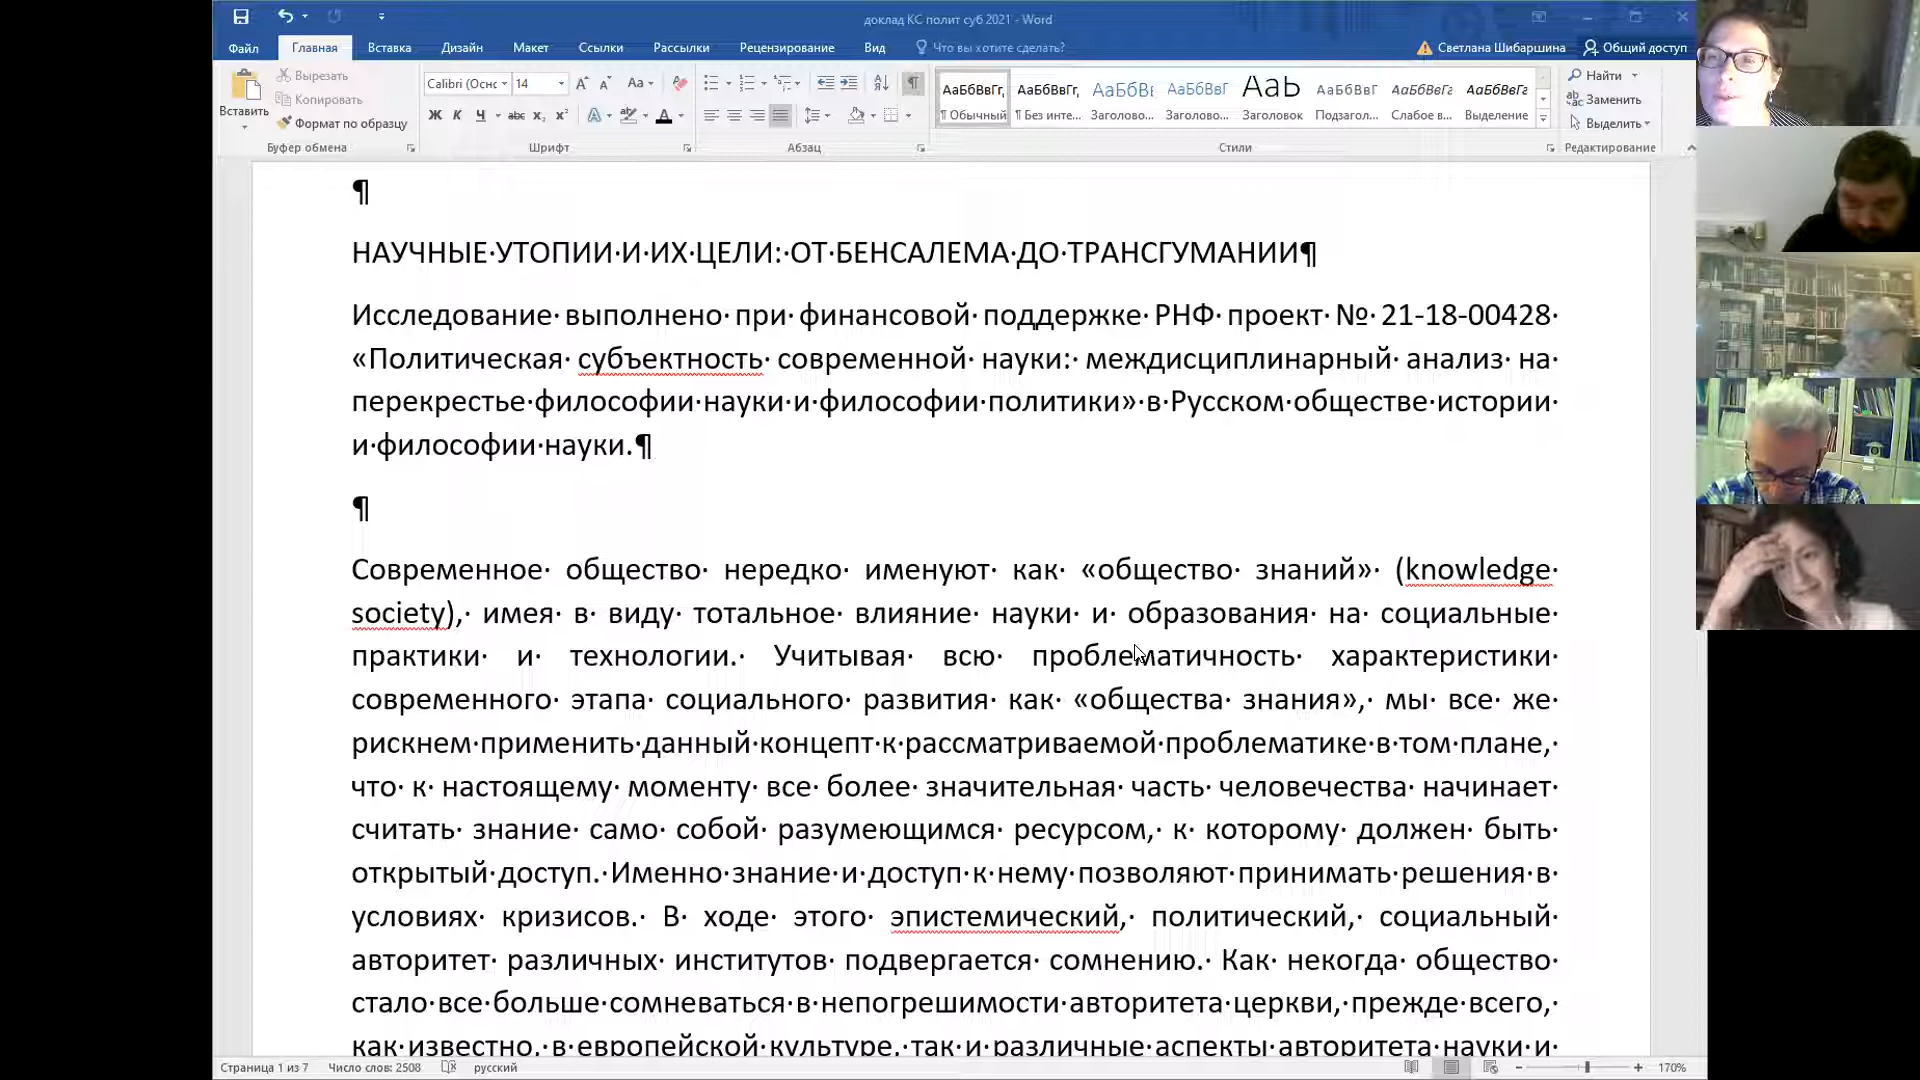 доклад КС полит суб 2021 - Word
Файл Главная Вставка Дизайн Макет Ссылки Рассылки Рецензирование Вид Что вы хотите сделать? Светлана Шибаршина Общий доступ
Вставить
Вырезать
Копировать
Формат по образцу
Буфер обмена
Calibri (Оснс 14
Ж К Ч abc x₂ x²
Шрифт
Абзац
АаБбВвГг, АаБбВвГг, АаБбВвГ АаБбВвГ АаБ АаБбВвГ АаБбВвГг АаБбВвГг
¶ Обычный ¶ Без инте... Заголово... Заголово... Заголовок Подзагол... Слабое в... Выделение
Стили
Найти
Заменить
Выделить
Редактирование
¶
НАУЧНЫЕ·УТОПИИ·И·ИХ·ЦЕЛИ:·ОТ·БЕНСАЛЕМА·ДО·ТРАНСГУМАНИИ¶
Исследование· выполнено· при· финансовой· поддержке· РНФ· проект· №· 21-18-00428·
«Политическая· субъектность· современной· науки:· междисциплинарный· анализ· на·
перекрестье·философии·науки·и·философии·политики»·в·Русском·обществе·истории·
и·философии·науки.¶
¶
Современное· общество· нередко· именуют· как· «общество· знаний»· (knowledge·
society),· имея· в· виду· тотальное· влияние· науки· и· образования· на· социальные·
практики· и· технологии.· Учитывая· всю· проблематичность· характеристики·
современного· этапа· социального· развития· как· «общества· знания»,· мы· все· же·
рискнем·применить·данный·концепт·к·рассматриваемой·проблематике·в·том·плане,·
что· к· настоящему· моменту· все· более· значительная· часть· человечества· начинает·
считать· знание· само· собой· разумеющимся· ресурсом,· к· которому· должен· быть·
открытый·доступ.·Именно·знание·и·доступ·к·нему·позволяют·принимать·решения·в·
условиях· кризисов.· В· ходе· этого· эпистемический,· политический,· социальный·
авторитет· различных· институтов· подвергается· сомнению.· Как· некогда· общество·
стало·все·больше·сомневаться·в·непогрешимости·авторитета·церкви,·прежде·всего,·
как·известно,·в·европейской·культуре,·так·и·различные·аспекты·авторитета·науки·и·
Страница 1 из 7 Число слов: 2508 русский 170%